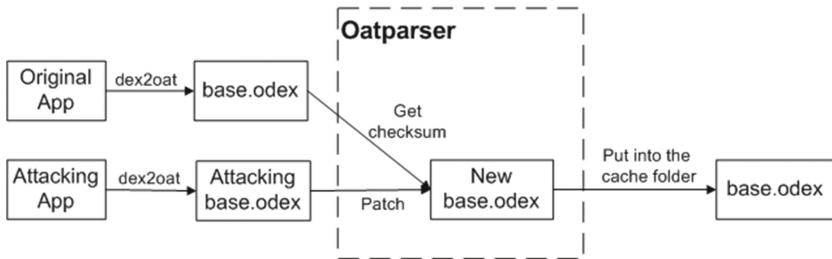 Oatparser
Original
App
dex2oat
base.odex
Get
checksum
Attacking
App
dex2oat
Attacking
base.odex
Patch
New
base.odex
Put into the
cache folder
base.odex